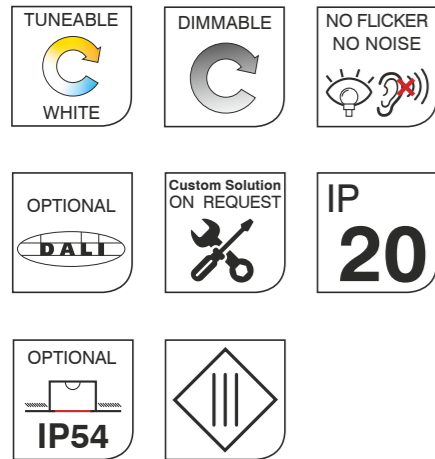 TUNEABLE
WHITE
DIMMABLE
NO FLICKER
NO NOISE
OPTIONAL
DALI
Custom Solution
ON REQUEST
IP
20
OPTIONAL
IP54